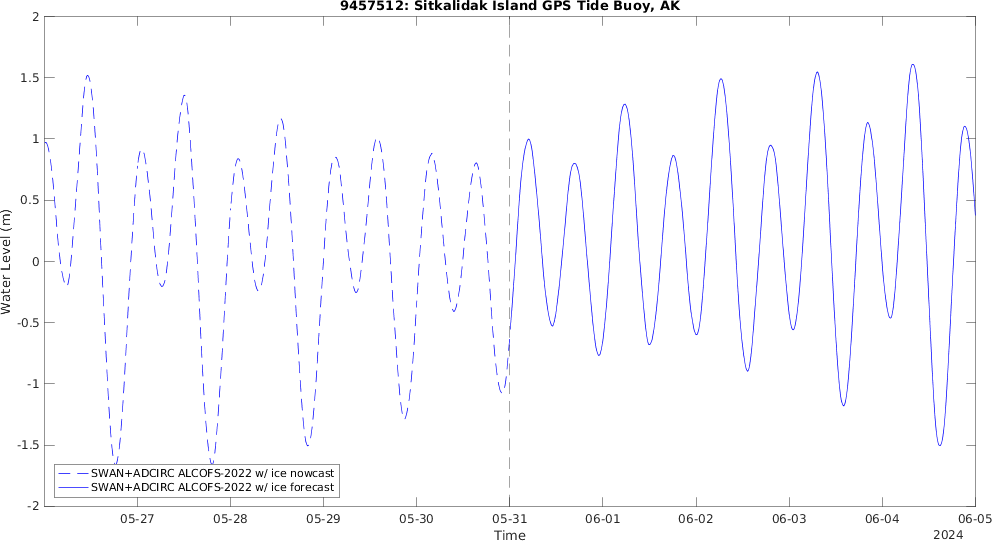 9457512: Sitkalidak Island GPS Tide Buoy, AK
2
1.5
1
0.5
0
-0.5
-1
-1.5
-2
Water Level (m)
SWAN+ADCIRC ALCOFS-2022 w/ ice nowcast
SWAN+ADCIRC ALCOFS-2022 w/ ice forecast
05-27 05-28 05-29 05-30 05-31 06-01 06-02 06-03 06-04 06-05
Time
2024